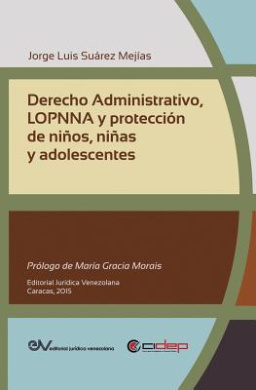 Jorge Luis Suárez Mejías
Derecho Administrativo,
LOPNNA y protección
de niños, niñas
y adolescentes
Prólogo de María Gracia Morais
Editorial Jurídica Venezolana
Caracas, 2015
editorial jurídica venezolana
cidep